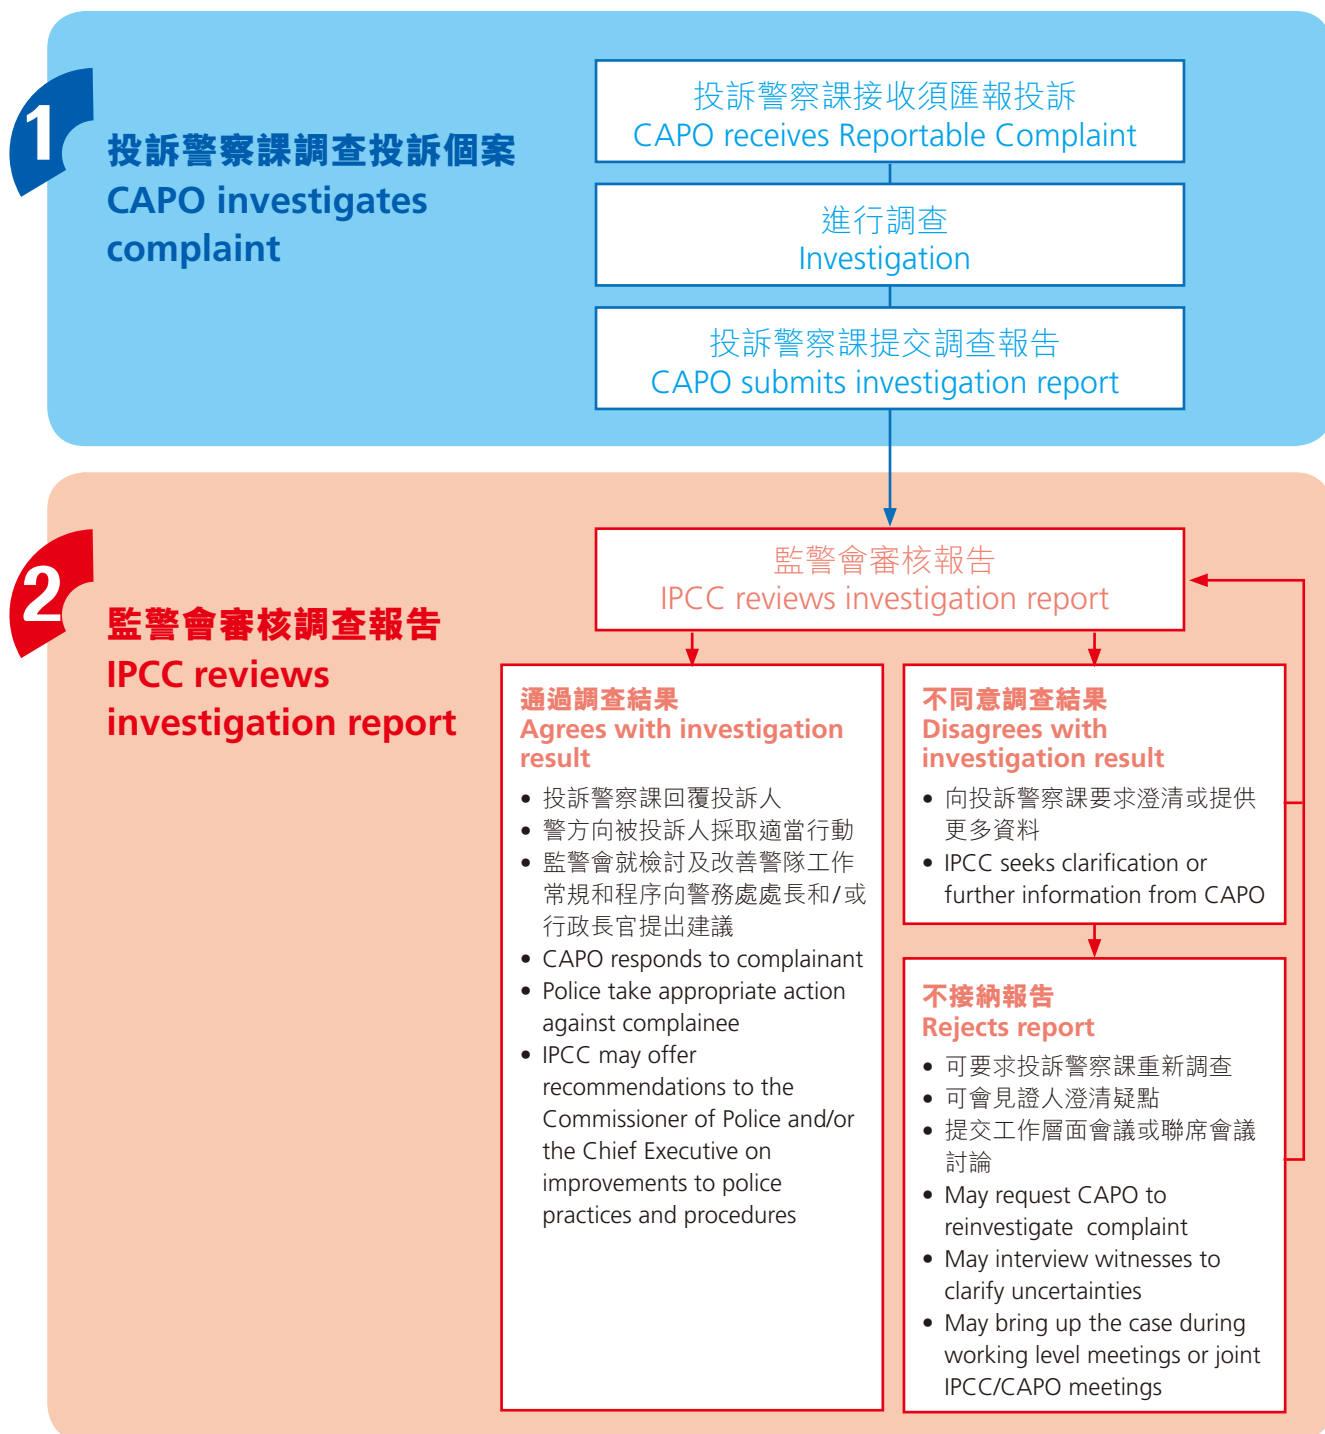 1
投訴警察課調查投訴個案
CAPO investigates
complaint
投訴警察課接收須匯報投訴
CAPO receives Reportable Complaint
進行調查
Investigation
投訴警察課提交調查報告
CAPO submits investigation report
2
監警會審核調查報告
IPCC reviews
investigation report
監警會審核報告
IPCC reviews investigation report
通過調查結果
Agrees with investigation
result
• 投訴警察課回覆投訴人
• 警方向被投訴人採取適當行動
• 監警會就檢討及改善警隊工作
常規和程序向警務處處長和/或
行政長官提出建議
• CAPO responds to complainant
• Police take appropriate action
against complainee
• IPCC may offer
recommendations to the
Commissioner of Police and/or
the Chief Executive on
improvements to police
practices and procedures
不同意調查結果
Disagrees with
investigation result
• 向投訴警察課要求澄清或提供
更多資料
• IPCC seeks clarification or
further information from CAPO
不接納報告
Rejects report
• 可要求投訴警察課重新調查
• 可會見證人澄清疑點
• 提交工作層面會議或聯席會議
討論
• May request CAPO to
reinvestigate complaint
• May interview witnesses to
clarify uncertainties
• May bring up the case during
working level meetings or joint
IPCC/CAPO meetings